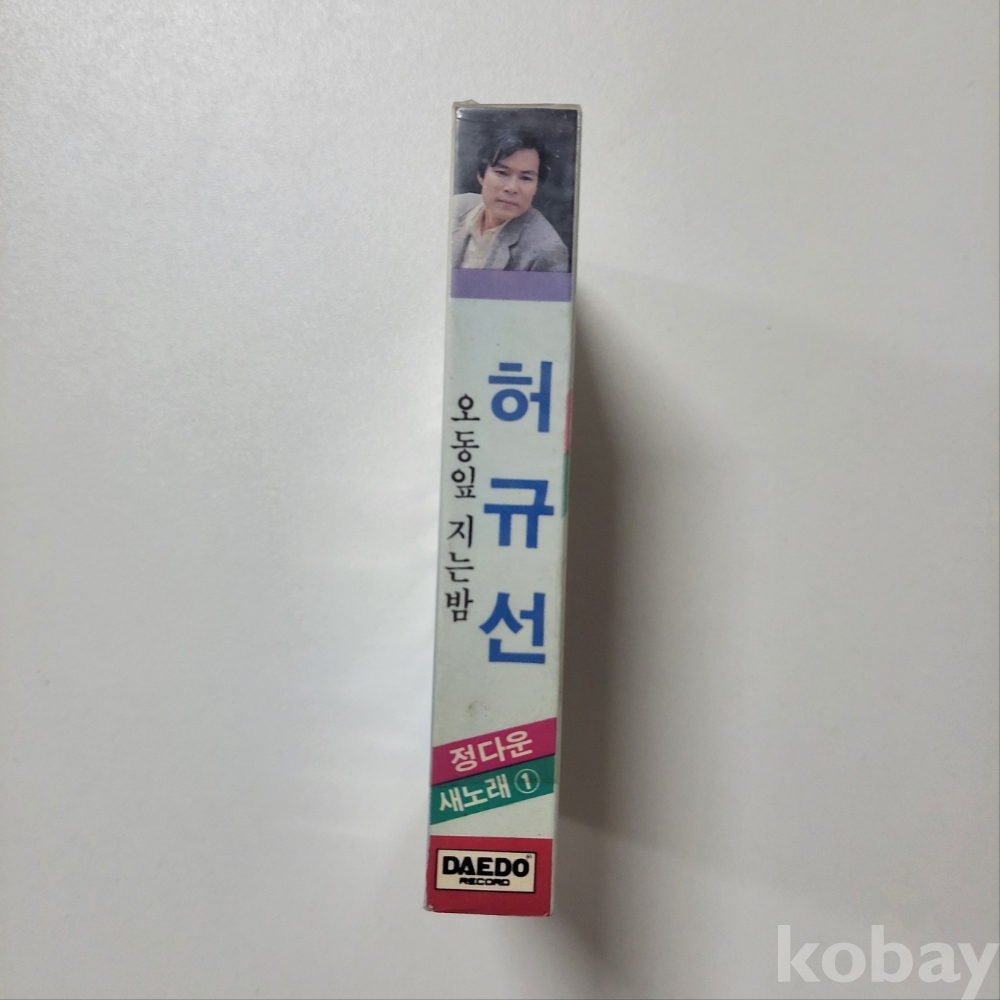 허규선
오동잎 지는밤
정다운
새노래 ①
DAEDO
RECORD
kobay